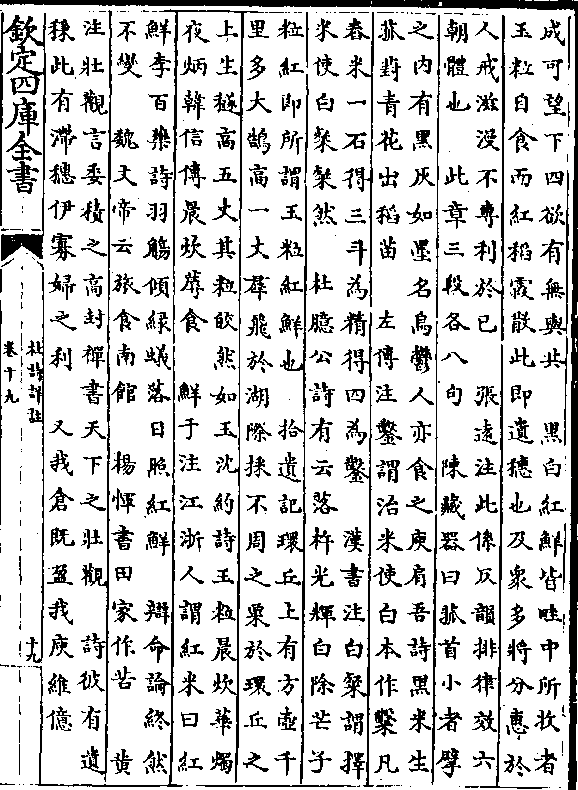 成可望下四欲有無與共　黒白紅鮮皆畦中所收者
玉粒自食而紅稻霞散此即遺穗也及衆多將分惠於
人戒滋没不專利於己　張逺注此係仄韻排律效六
朝體也　此章三段各八句　陳藏器曰菰首小者擘
之内有黒灰如墨名烏鬱人亦食之庾肩吾詩黒米生
菰葑青花出稻苗　左傳注鑿謂治米使白本作糳凡
舂米一石得三斗為精得四為鑿　漢書注白粲謂擇
米使白粲粲然　杜臆公詩有云落杵光輝白除芒子
粒紅即所謂玉粒紅鮮也　拾遺記環丘上有方壺千
里多大鵠高一丈羣飛於湖際採不周之粟於環丘之
上生穟高五丈其粒皎然如玉沈約詩玉粒晨炊華燭
夜炳韓信傳晨炊蓐食　鮮于注江浙人謂紅米曰紅
鮮李百藥詩羽觴傾緑蟻落日照紅鮮　辯命論終然
不變　魏文帝云旅食南館　楊惲書田家作苦　黄
注壯觀言委積之高封禪書天下之壯觀　詩彼有遺
秉此有滯穗伊寡婦之利　又我倉既盈我庾維億
欽定四庫全書
杜詩詳註
卷十九
十九